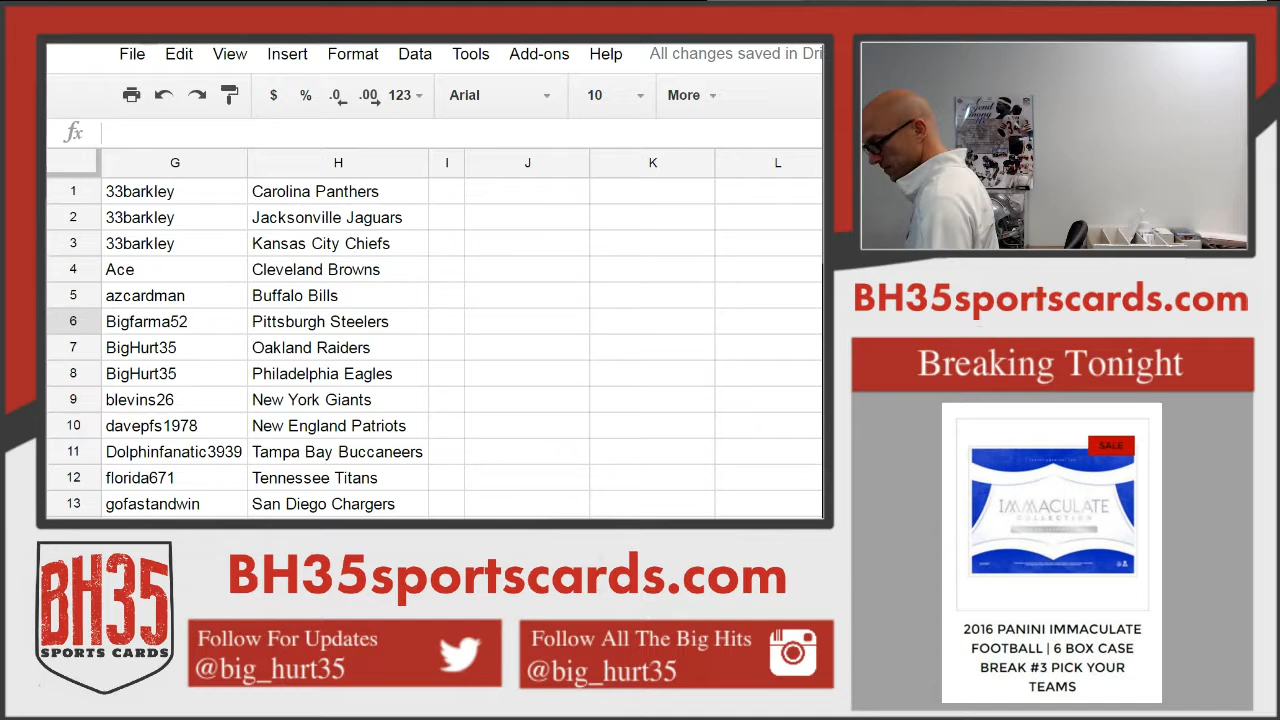 File Edit View Insert Format Data Tools Add-ons Help All changes saved in Dri
$ % .0 .00 123 Arial 10 More
fx
G H I J K L
1 33barkley Carolina Panthers
2 33barkley Jacksonville Jaguars
3 33barkley Kansas City Chiefs
4 Ace Cleveland Browns
5 azcardman Buffalo Bills
6 Bigfarma52 Pittsburgh Steelers
7 BigHurt35 Oakland Raiders
8 BigHurt35 Philadelphia Eagles
9 blevins26 New York Giants
10 davepfs1978 New England Patriots
11 Dolphinfanatic3939 Tampa Bay Buccaneers
12 florida671 Tennessee Titans
13 gofastandwin San Diego Chargers
Legend
34
BH35sportscards.com
Breaking Tonight
SALE
IMMACULATE
COLLECTION
2016 PANINI IMMACULATE
FOOTBALL | 6 BOX CASE
BREAK #3 PICK YOUR
TEAMS
BH35
SPORTS CARDS
BH35sportscards.com
Follow For Updates
@big_hurt35
Follow All The Big Hits
@big_hurt35